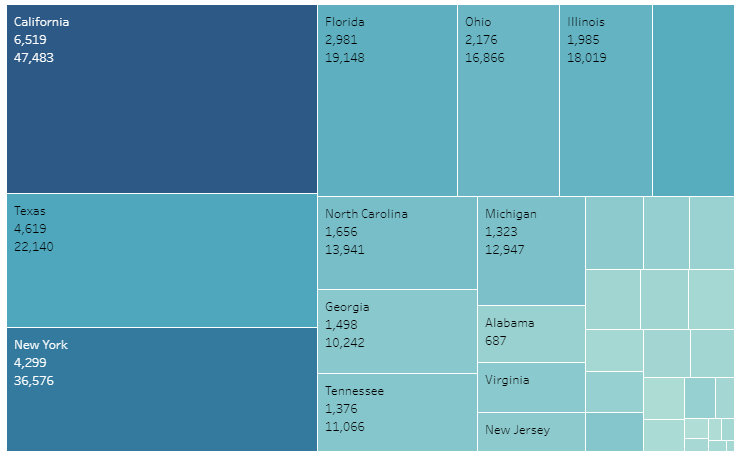 California
6,519
47,483
Texas
4,619
22,140
New York
4,299
36,576
Florida
2,981
19,148
Ohio
2,176
16,866
Illinois
1,985
18,019
North Carolina
1,656
13,941
Georgia
1,498
10,242
Tennessee
1,376
11,066
Michigan
1,323
12,947
Alabama
687
Virginia
New Jersey